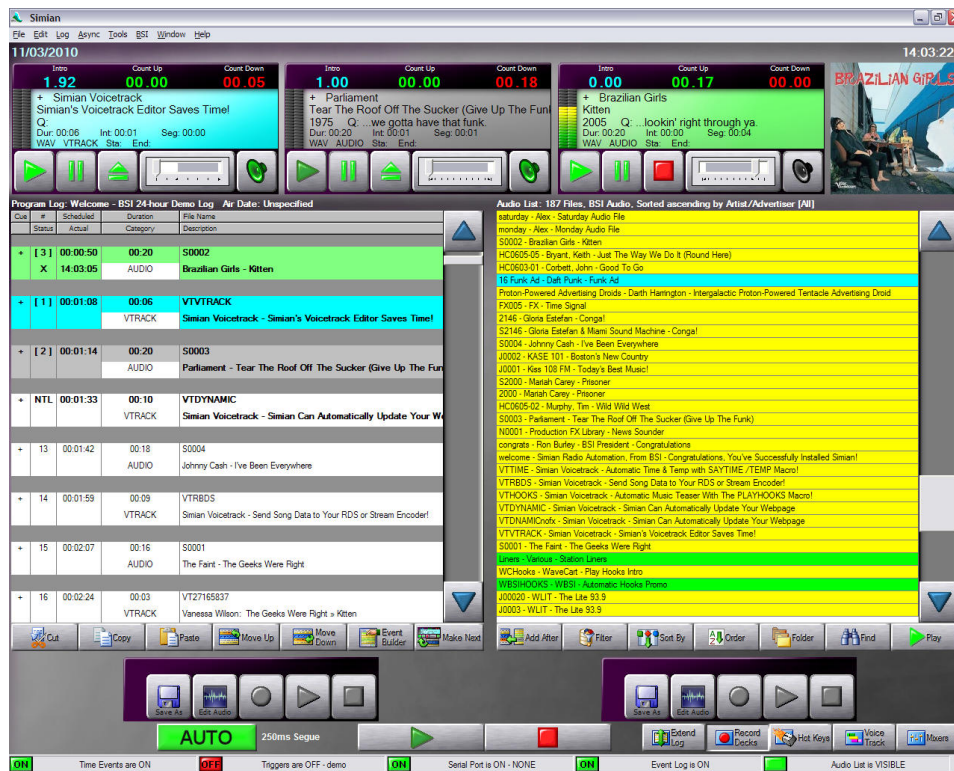 Simian
File Edit Log Async Tools BSI Window Help
11/03/2010
14:03:22
Intro Count Up Count Down
1.92 00.00 00.05
+ Simian Voicetrack
Simian's Voicetrack Editor Saves Time!
Q:
Dur: 00:06 Int: 00:01 Seg: 00:00
WAV VTRACK Sta: End:
Intro Count Up Count Down
1.00 00.00 00.18
+ Parliament
Tear The Roof Off The Sucker (Give Up The Funk
1975 Q: ...we gotta have that funk.
Dur: 00:20 Int: 00:01 Seg: 00:01
WAV AUDIO Sta: End:
Intro Count Up Count Down
0.00 00.17 00.00
+ Brazilian Girls
Kitten
2005 Q: ...lookin' right through ya.
Dur: 00:20 Int: 00:00 Seg: 00:04
WAV AUDIO Sta: End:
BRAZILIAN GIRLS
Program Log: Welcome - BSI 24-hour Demo Log Air Date: Unspecified
Cue # Scheduled Duration File Name
Status Actual Category Description
+ [ 3 ] 00:00:50 00:20 S0002
X 14:03:05 AUDIO Brazilian Girls - Kitten
+ [ 1 ] 00:01:08 00:06 VTVTRACK
VTRACK Simian Voicetrack - Simian's Voicetrack Editor Saves Time!
+ [ 2 ] 00:01:14 00:20 S0003
AUDIO Parliament - Tear The Roof Off The Sucker (Give Up The Fun
+ NTL 00:01:33 00:10 VTDYNAMIC
VTRACK Simian Voicetrack - Simian Can Automatically Update Your W
+ 13 00:01:42 00:18 S0004
AUDIO Johnny Cash - I've Been Everywhere
+ 14 00:01:59 00:09 VTRBDS
VTRACK Simian Voicetrack - Send Song Data to Your RDS or Stream Encoder!
+ 15 00:02:07 00:16 S0001
AUDIO The Faint - The Geeks Were Right
+ 16 00:02:24 00:03 VT27165837
VTRACK Vanessa Wilson: The Geeks Were Right » Kitten
Cut Copy Paste Move Up Move Down Event Builder Make Next
Audio List: 187 Files, BSI Audio, Sorted ascending by Artist/Advertiser [All]
saturday - Alex - Saturday Audio File
monday - Alex - Monday Audio File
S0002 - Brazilian Girls - Kitten
HC0605-05 - Bryant, Keith - Just The Way We Do It (Round Here)
HC0603-01 - Corbett, John - Good To Go
16 Funk Ad - Daft Punk - Funk Ad
Proton-Powered Advertising Droids - Darth Harrington - Intergalactic Proton-Powered Tentacle Advertising Droid
FX005 - FX - Time Signal
2146 - Gloria Estefan - Conga!
S2146 - Gloria Estefan & Miami Sound Machine - Conga!
S0004 - Johnny Cash - I've Been Everywhere
J0002 - KASE 101 - Boston's New Country
J0001 - Kiss 108 FM - Today's Best Music!
S2000 - Mariah Carey - Prisoner
2000 - Mariah Carey - Prisoner
HC0605-02 - Murphy, Tim - Wild Wild West
S0003 - Parliament - Tear The Roof Off The Sucker (Give Up The Funk)
N0001 - Production FX Library - News Sounder
congrats - Ron Burley - BSI President - Congratulations
welcome - Simian Radio Automation, From BSI - Congratulations, You've Successfully Installed Simian!
VTTIME - Simian Voicetrack - Automatic Time & Temp with SAYTIME /TEMP Macro!
VTRBDS - Simian Voicetrack - Send Song Data to Your RDS or Stream Encoder!
VTHOOKS - Simian Voicetrack - Automatic Music Teaser With The PLAYHOOKS Macro!
VTDYNAMIC - Simian Voicetrack - Simian Can Automatically Update Your Webpage
VTDNAMICnofx - Simian Voicetrack - Simian Can Automatically Update Your Webpage
VTVTRACK - Simian Voicetrack - Simian's Voicetrack Editor Saves Time!
S0001 - The Faint - The Geeks Were Right
Liners - Various - Station Liners
WCHooks - WaveCart - Play Hooks Intro
WBSIHOOKS - WBSI - Automatic Hooks Promo
J00020 - WLIT - The Lite 93.9
J0003 - WLIT - The Lite 93.9
Add After Filter Sort By Order Folder Find Play
Save As Edit Audio
Save As Edit Audio
AUTO 250ms Segue
Extend Log Record Decks Hot Keys Voice Track Mixers
ON Time Events are ON OFF Triggers are OFF - demo ON Serial Port is ON - NONE ON Event Log is ON Audio List is VISIBLE